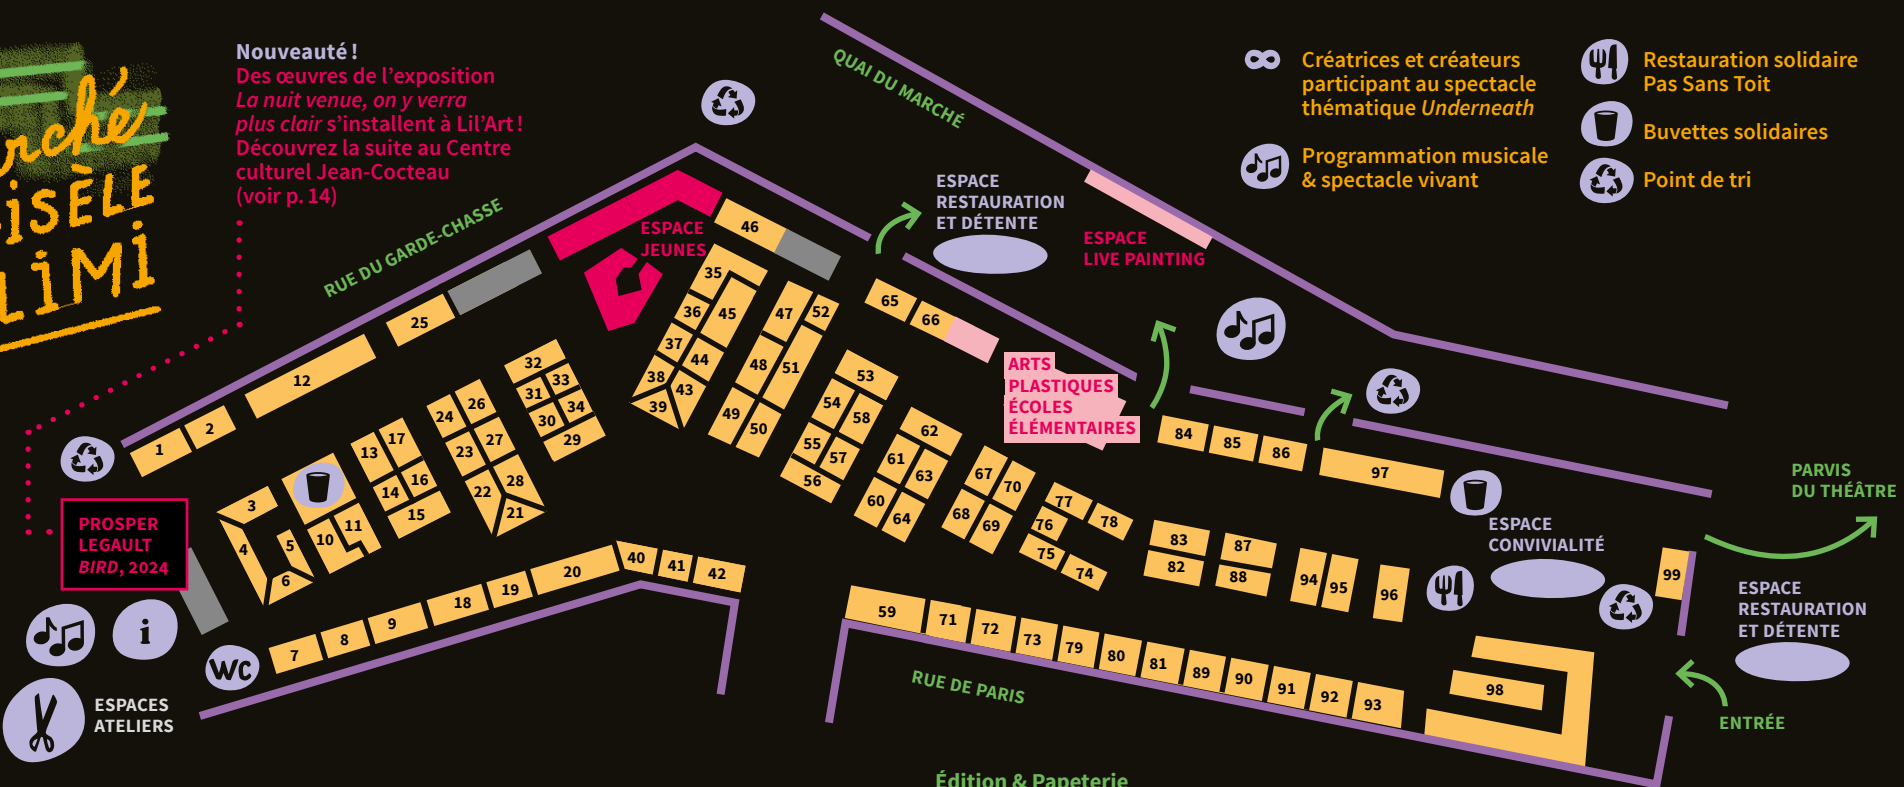 rché
iSÈLE
LiMi
Nouveauté !
Des œuvres de l'exposition
La nuit venue, on y verra
plus clair s'installent à Lil'Art !
Découvrez la suite au Centre
culturel Jean-Cocteau
(voir p. 14)
QUAI DU MARCHÉ
Créatrices et créateurs
participant au spectacle
thématique Underneath
Programmation musicale
& spectacle vivant
Restauration solidaire
Pas Sans Toit
Buvettes solidaires
Point de tri
RUE DU GARDE-CHASSE
ESPACE
JEUNES
ESPACE
RESTAURATION
ET DÉTENTE
ESPACE
LIVE PAINTING
ARTS
PLASTIQUES
ÉCOLES
ÉLÉMENTAIRES
PARVIS
DU THÉÂTRE
ESPACE
CONVIVIALITÉ
ESPACE
RESTAURATION
ET DÉTENTE
ENTRÉE
PROSPER
LEGAULT
BIRD, 2024
i
WC
ESPACES
ATELIERS
RUE DE PARIS
1
2
12
25
46
35
36
45
37
44
38
43
39
47
52
48
51
49
50
65
66
53
54
58
55
57
56
62
61
63
60
64
67
70
68
69
77
76
78
75
74
84
85
86
97
83
82
87
88
94
95
96
99
98
32
33
31
34
30
29
24
26
27
23
28
22
21
13
17
16
14
15
3
4
5
6
10
11
7
8
9
18
19
20
40
41
42
59
71
72
73
79
80
81
89
90
91
92
93
Édition & Papeterie